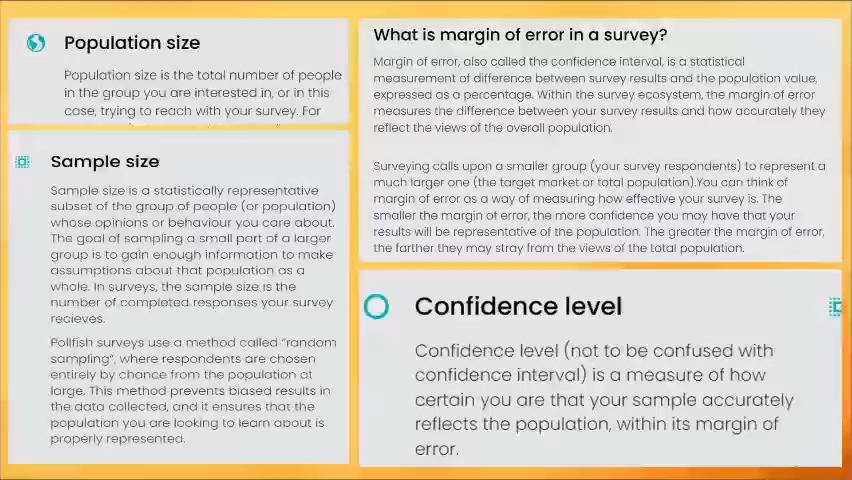 Population size
Population size is the total number of people
in the group you are interested in, or in this
case, trying to reach with your survey. For
Sample size
Sample size is a statistically representative
subset of the group of people (or population)
whose opinions or behaviour you care about.
The goal of sampling a small part of a larger
group is to gain enough information to make
assumptions about that population as a
whole. In surveys, the sample size is the
number of completed responses your survey
recieves.
Pollfish surveys use a method called “random
sampling”, where respondents are chosen
entirely by chance from the population at
large. This method prevents biased results in
the data collected, and it ensures that the
population you are looking to learn about is
properly represented.
What is margin of error in a survey?
Margin of error, also called the confidence interval, is a statistical
measurement of difference between survey results and the population value,
expressed as a percentage. Within the survey ecosystem, the margin of error
measures the difference between your survey results and how accurately they
reflect the views of the overall population.
Surveying calls upon a smaller group (your survey respondents) to represent a
much larger one (the target market or total population).You can think of
margin of error as a way of measuring how effective your survey is. The
smaller the margin of error, the more confidence you may have that your
results will be representative of the population. The greater the margin of error,
the farther they may stray from the views of the total population.
Confidence level
Confidence level (not to be confused with
confidence interval) is a measure of how
certain you are that your sample accurately
reflects the population, within its margin of
error.